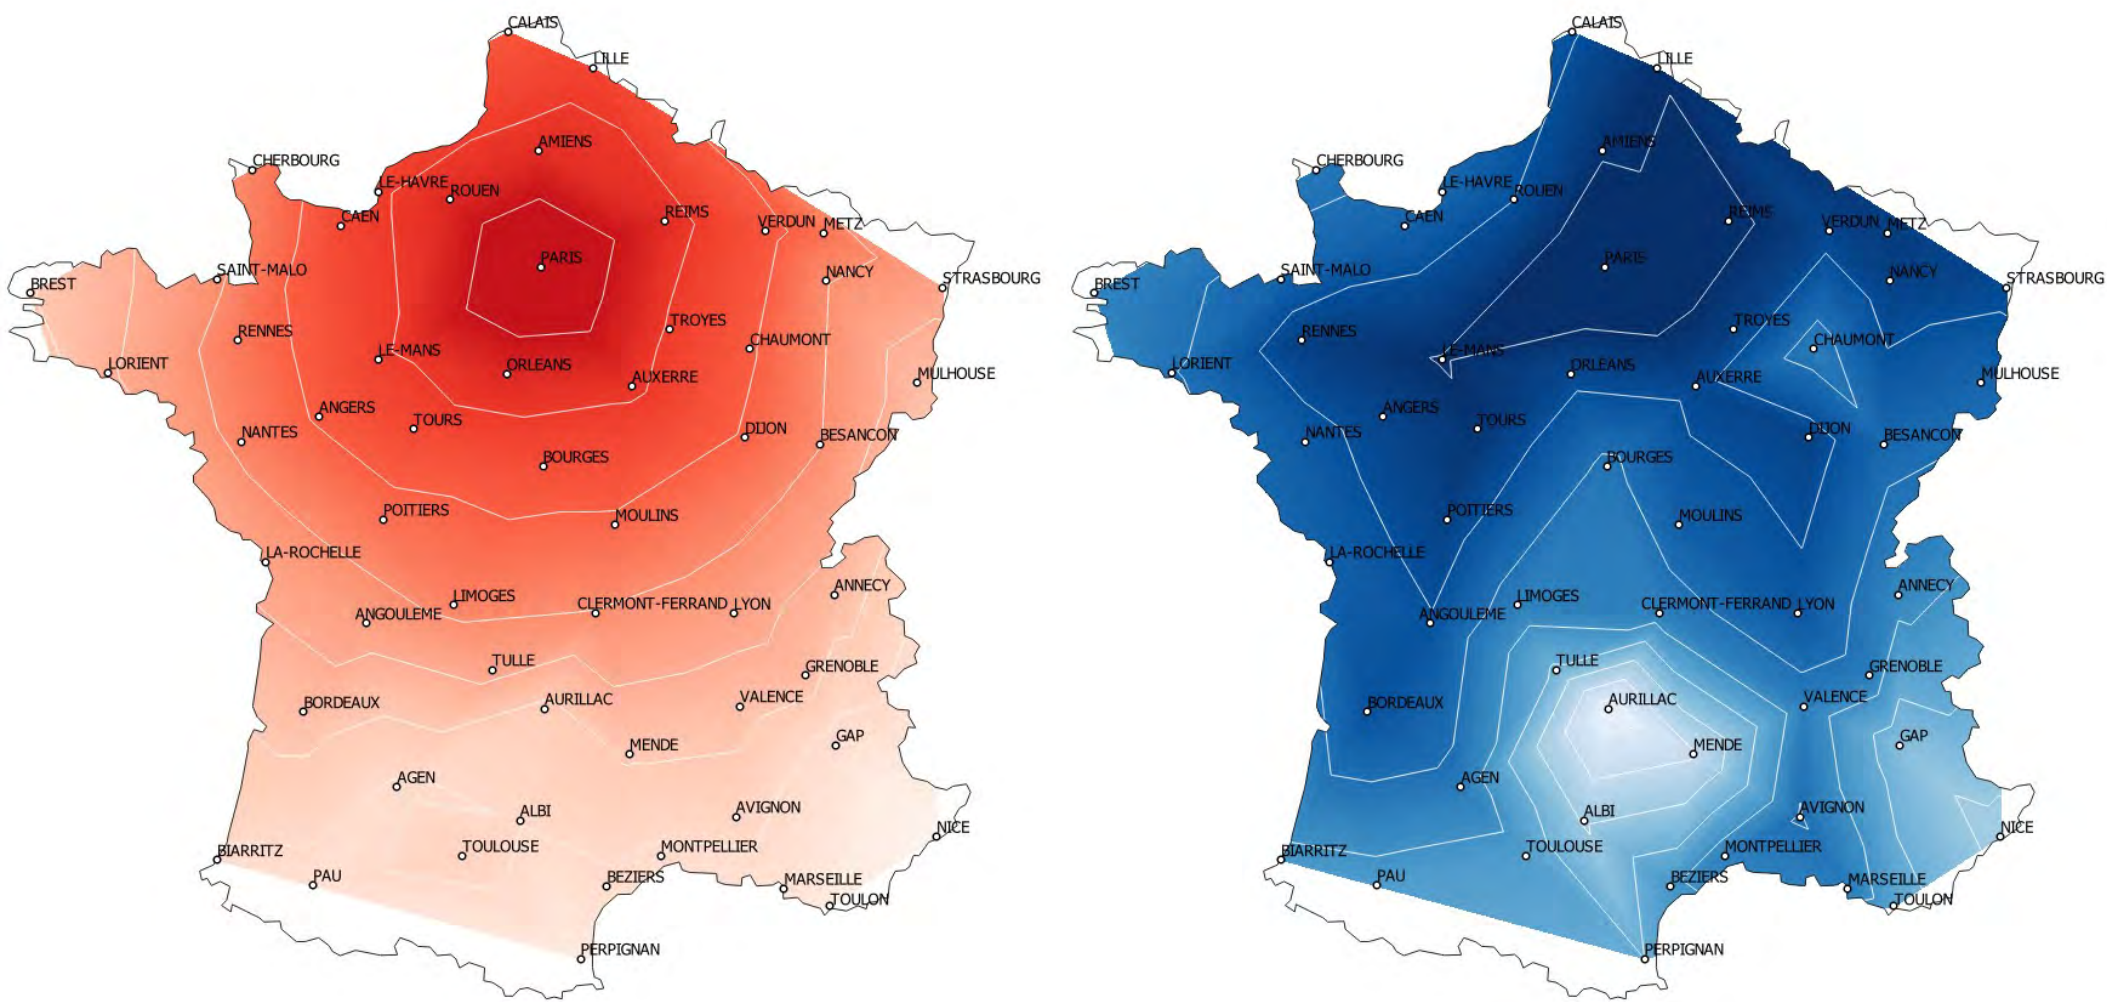 CALAIS
LILLE
AMIENS
CHERBOURG
LE-HAVRE
ROUEN
CAEN
REIMS
VERDUN
METZ
PARIS
SAINT-MALO
NANCY
STRASBOURG
BREST
RENNES
TROYES
CHAUMONT
LE-MANS
LORIENT
ORLEANS
AUXERRE
MULHOUSE
ANGERS
TOURS
NANTES
DIJON
BESANCON
BOURGES
POITIERS
MOULINS
LA-ROCHELLE
ANNECY
LIMOGES
CLERMONT-FERRAND
LYON
ANGOULEME
TULLE
GRENOBLE
BORDEAUX
AURILLAC
VALENCE
MENDE
GAP
AGEN
ALBI
AVIGNON
NICE
BIARRITZ
TOULOUSE
MONTPELLIER
PAU
BEZIERS
MARSEILLE
TOULON
PERPIGNAN
CALAIS
LILLE
AMIENS
CHERBOURG
LE-HAVRE
ROUEN
CAEN
REIMS
VERDUN
METZ
PARIS
SAINT-MALO
NANCY
STRASBOURG
BREST
RENNES
TROYES
CHAUMONT
LE-MANS
LORIENT
ORLEANS
AUXERRE
MULHOUSE
ANGERS
TOURS
NANTES
DIJON
BESANCON
BOURGES
POITIERS
MOULINS
LA-ROCHELLE
ANNECY
LIMOGES
CLERMONT-FERRAND
LYON
ANGOULEME
TULLE
GRENOBLE
BORDEAUX
AURILLAC
VALENCE
MENDE
GAP
AGEN
ALBI
AVIGNON
NICE
BIARRITZ
TOULOUSE
MONTPELLIER
PAU
BEZIERS
MARSEILLE
TOULON
PERPIGNAN